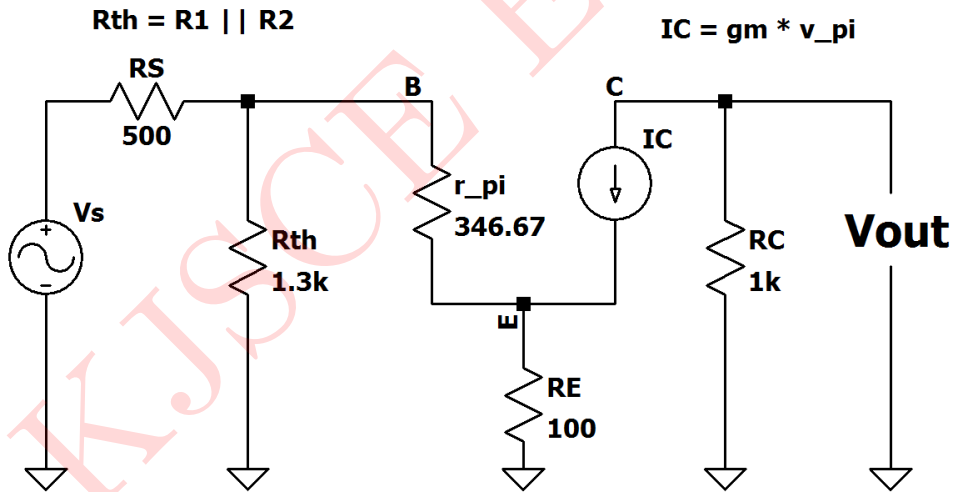 Rth = R1 || R2
IC = gm * v_pi
RS
500
B
C
IC
Vs
+
−
r_pi
346.67
Rth
1.3k
RC
1k
Vout
E
RE
100
KJSCE E